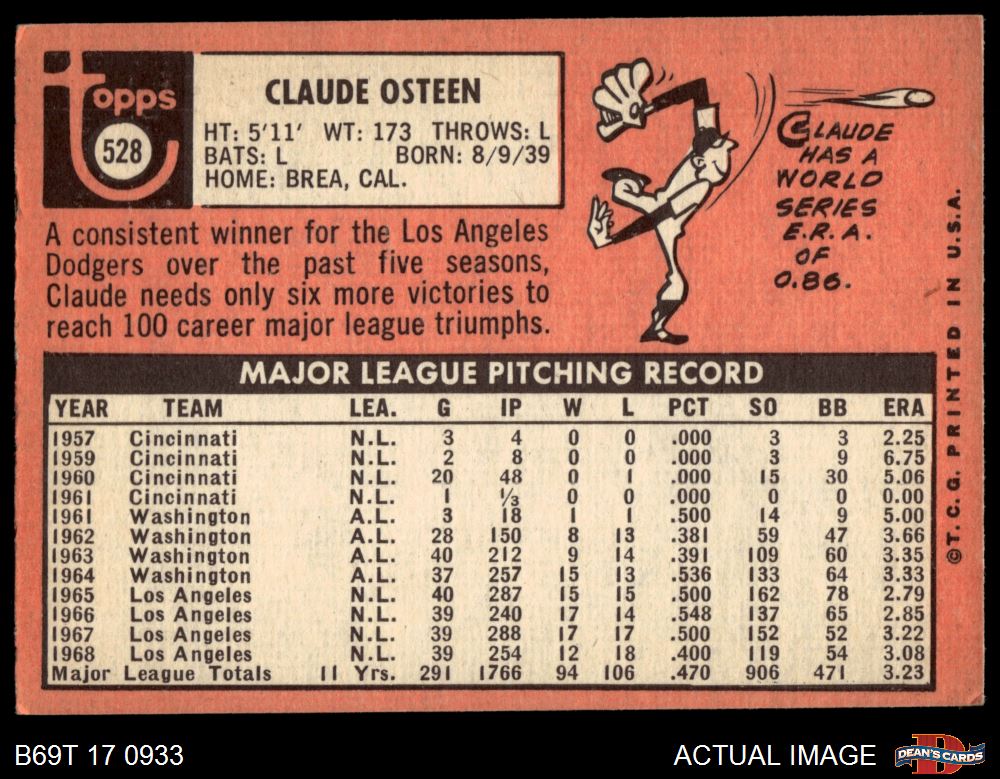 topps
528
CLAUDE OSTEEN
HT: 5'11' WT: 173 THROWS: L
BATS: L BORN: 8/9/39
HOME: BREA, CAL.
A consistent winner for the Los Angeles
Dodgers over the past five seasons,
Claude needs only six more victories to
reach 100 career major league triumphs.
CLAUDE
HAS A
WORLD
SERIES
E.R.A.
OF
0.86.
MAJOR LEAGUE PITCHING RECORD
YEAR TEAM LEA. G IP W L PCT SO BB ERA
1957 Cincinnati N.L. 3 4 0 0 .000 3 3 2.25
1959 Cincinnati N.L. 2 8 0 0 .000 3 9 6.75
1960 Cincinnati N.L. 20 48 0 1 .000 15 30 5.06
1961 Cincinnati N.L. 1 ⅓ 0 0 .000 0 0 0.00
1961 Washington A.L. 3 18 1 1 .500 14 9 5.00
1962 Washington A.L. 28 150 8 13 .381 59 47 3.66
1963 Washington A.L. 40 212 9 14 .391 109 60 3.35
1964 Washington A.L. 37 257 15 13 .536 133 64 3.33
1965 Los Angeles N.L. 40 287 15 15 .500 162 78 2.79
1966 Los Angeles N.L. 39 240 17 14 .548 137 65 2.85
1967 Los Angeles N.L. 39 288 17 17 .500 152 52 3.22
1968 Los Angeles N.L. 39 254 12 18 .400 119 54 3.08
Major League Totals 11 Yrs. 291 1766 94 106 .470 906 471 3.23
©T.C.G. PRINTED IN U.S.A.
B69T 17 0933
ACTUAL IMAGE
DEAN'S CARDS